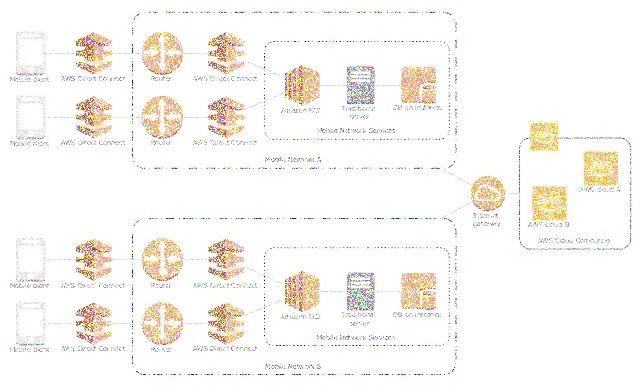 Mobile client
AWS Direct Connect
Router
AWS Direct Connect
Mobile client
AWS Direct Connect
Router
AWS Direct Connect
Amazon EC2
Traditional
server
DB on instance
Mobile Network Services
Mobile Network A
Internet
gateway
AWS cloud A
AWS cloud B
AWS Cloud Computing
Mobile client
AWS Direct Connect
Router
AWS Direct Connect
Mobile client
AWS Direct Connect
Router
AWS Direct Connect
Amazon EC2
Traditional
server
DB on instance
Mobile Network Services
Mobile Network B